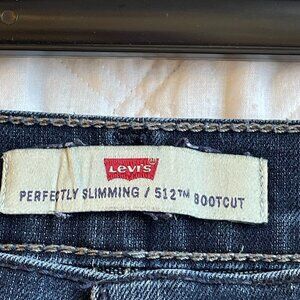 Levi's®
PERFECTLY SLIMMING / 512™ BOOTCUT